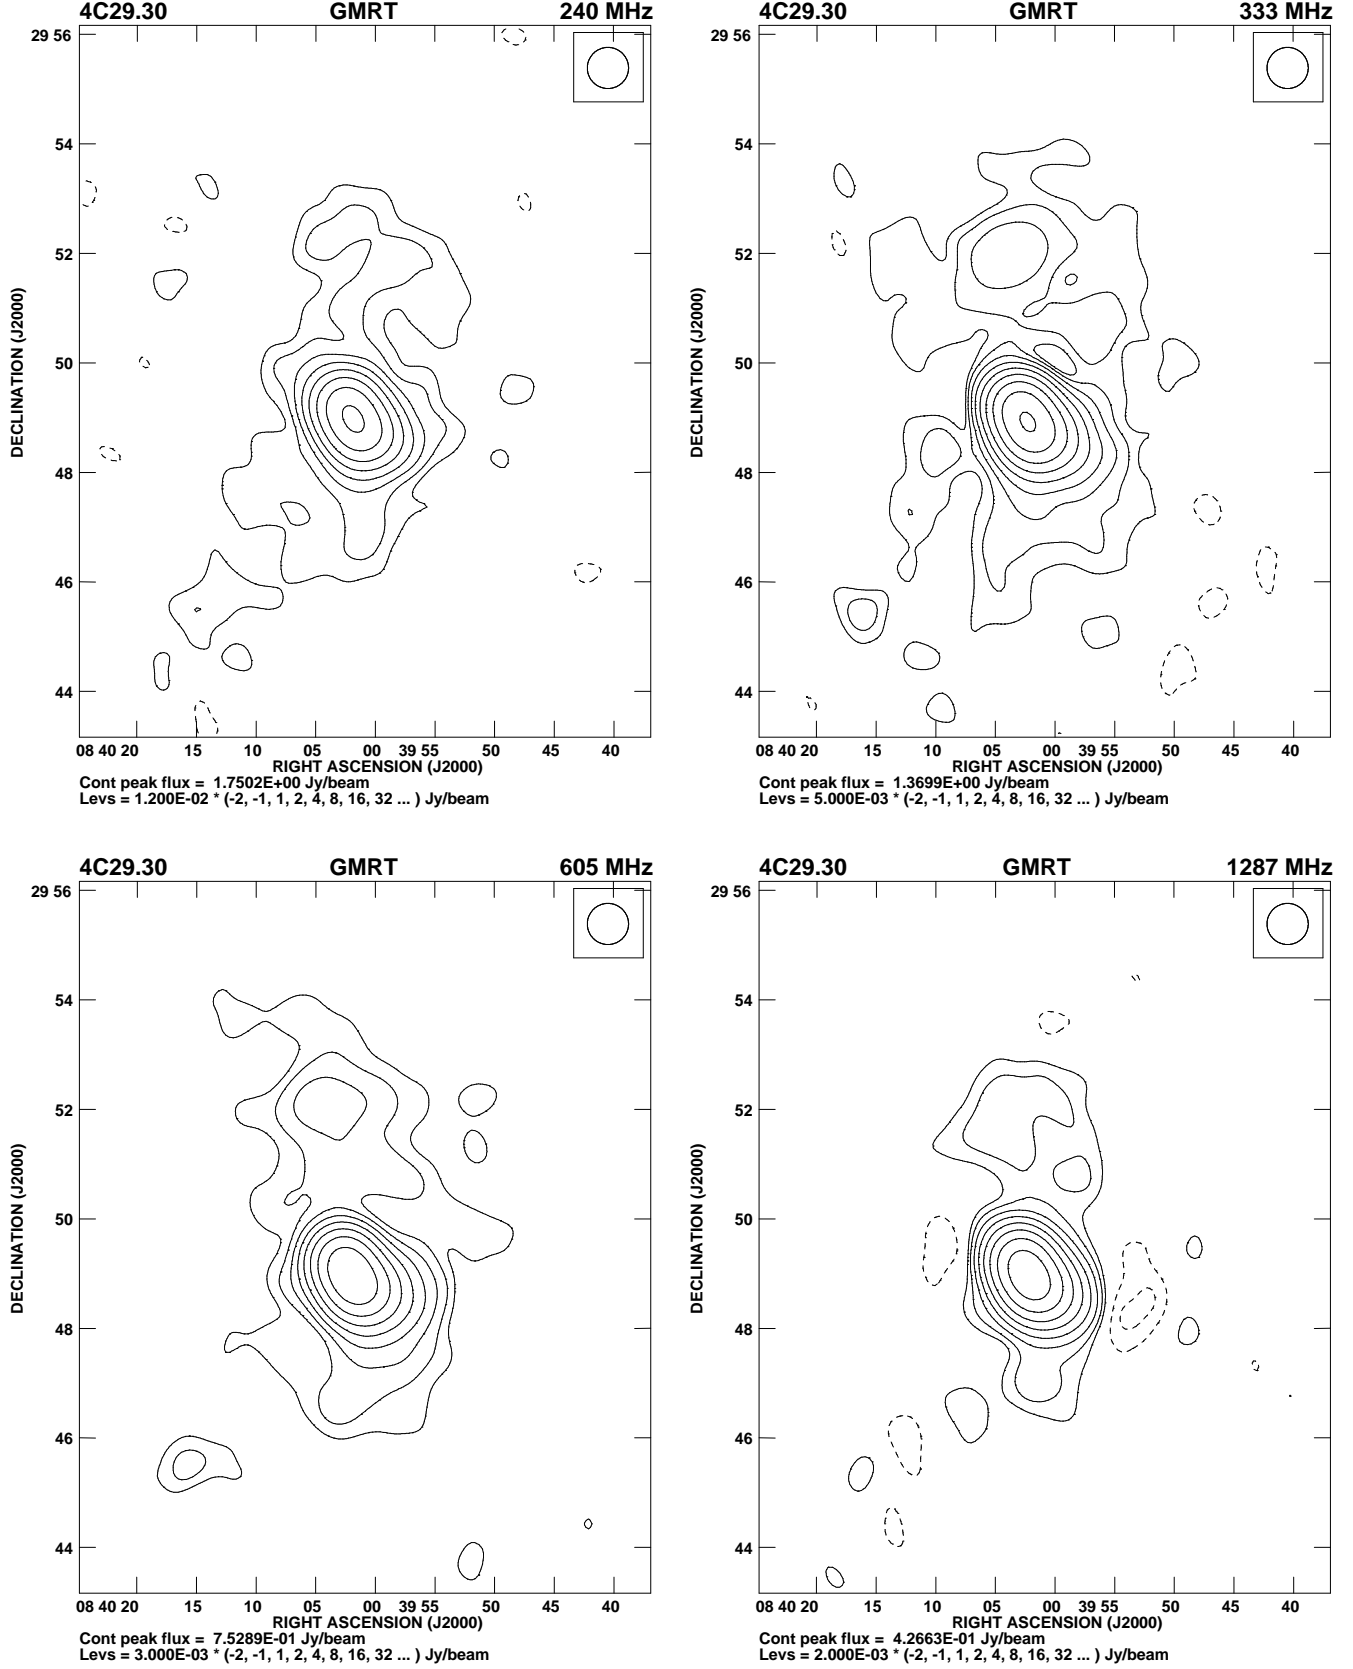 4C29.30 GMRT 240 MHz
29 56
54
52
50
48
46
44
DECLINATION (J2000)
08 40 20 15 10 05 00 39 55 50 45 40
RIGHT ASCENSION (J2000)
Cont peak flux = 1.7502E+00 Jy/beam
Levs = 1.200E-02 * (-2, -1, 1, 2, 4, 8, 16, 32 ... ) Jy/beam
4C29.30 GMRT 333 MHz
29 56
54
52
50
48
46
44
DECLINATION (J2000)
08 40 20 15 10 05 00 39 55 50 45 40
RIGHT ASCENSION (J2000)
Cont peak flux = 1.3699E+00 Jy/beam
Levs = 5.000E-03 * (-2, -1, 1, 2, 4, 8, 16, 32 ... ) Jy/beam
4C29.30 GMRT 605 MHz
29 56
54
52
50
48
46
44
DECLINATION (J2000)
08 40 20 15 10 05 00 39 55 50 45 40
RIGHT ASCENSION (J2000)
Cont peak flux = 7.5289E-01 Jy/beam
Levs = 3.000E-03 * (-2, -1, 1, 2, 4, 8, 16, 32 ... ) Jy/beam
4C29.30 GMRT 1287 MHz
29 56
54
52
50
48
46
44
DECLINATION (J2000)
08 40 20 15 10 05 00 39 55 50 45 40
RIGHT ASCENSION (J2000)
Cont peak flux = 4.2663E-01 Jy/beam
Levs = 2.000E-03 * (-2, -1, 1, 2, 4, 8, 16, 32 ... ) Jy/beam